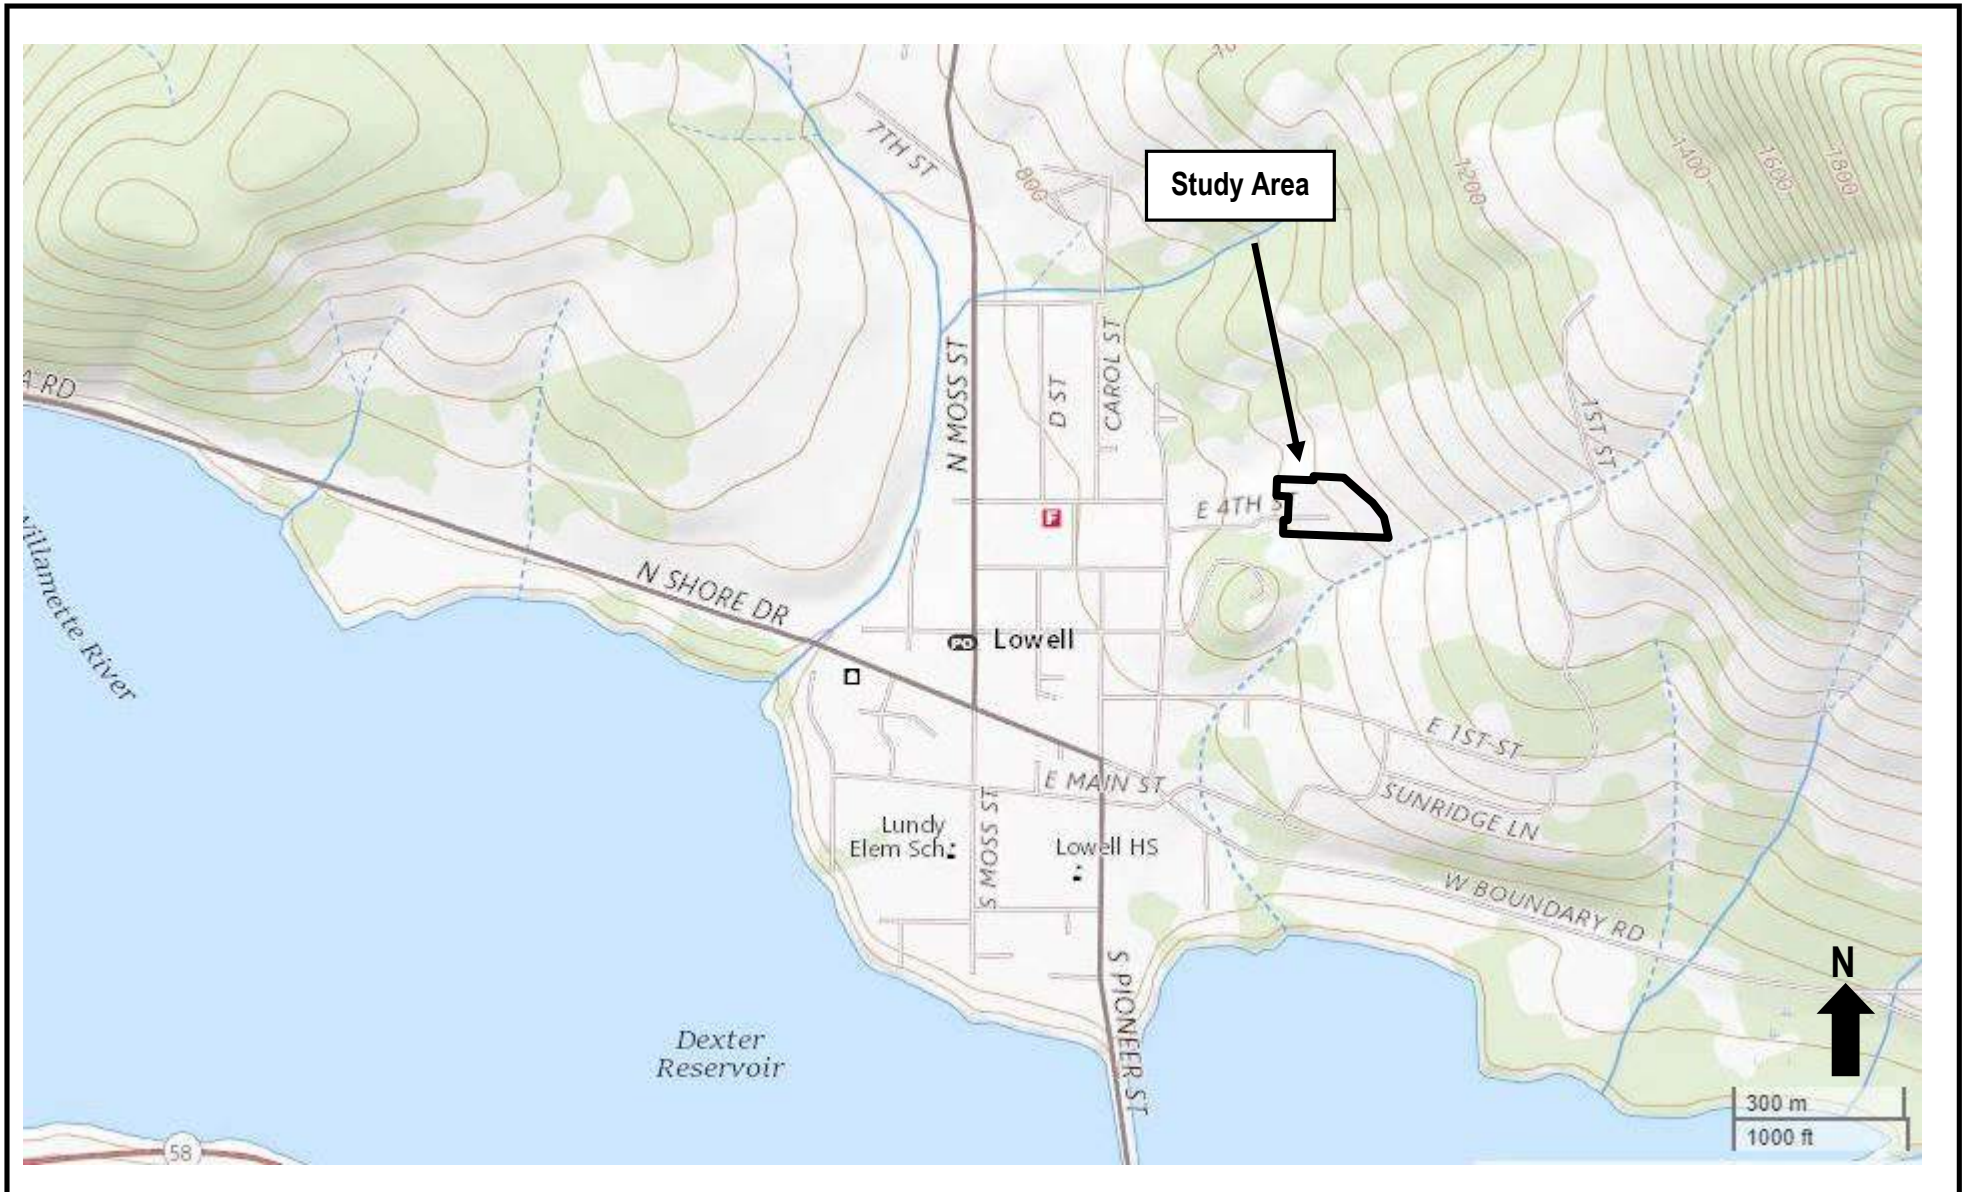 7TH ST
800
Study Area
1200
1400
1600
1800
N MOSS ST
D ST
CAROL ST
1ST ST
A RD
E 4TH ST
F
Willamette River
N SHORE DR
PO
Lowell
E 1ST ST
E MAIN ST
SUNRIDGE LN
Lundy
Elem Sch
S MOSS ST
Lowell HS
W BOUNDARY RD
N
S PIONEER ST
Dexter
Reservoir
300 m
1000 ft
58